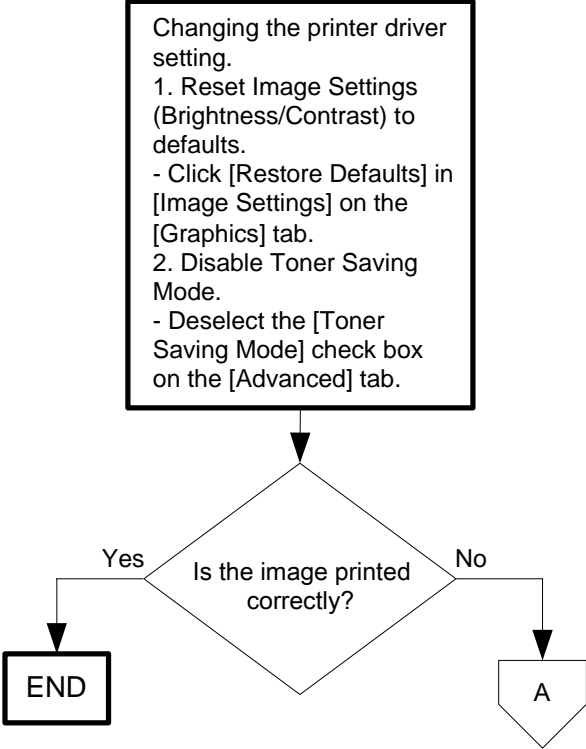 Changing the printer driver
setting.
1. Reset Image Settings
(Brightness/Contrast) to
defaults.
- Click [Restore Defaults] in
[Image Settings] on the
[Graphics] tab.
2. Disable Toner Saving
Mode.
- Deselect the [Toner
Saving Mode] check box
on the [Advanced] tab.
Yes
No
Is the image printed
correctly?
END
A